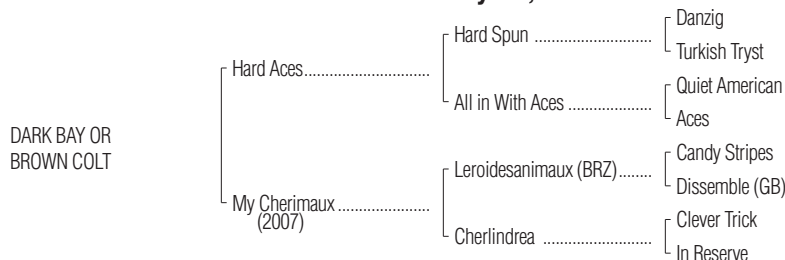 Danzig
Hard Spun ..............................
Turkish Tryst
Hard Aces................................
Quiet American
All in With Aces .....................
Aces
DARK BAY OR
BROWN COLT
Candy Stripes
Leroidesanimaux (BRZ)........
Dissemble (GB)
My Cherimaux .......................
(2007)
Clever Trick
Cherlindrea ...........................
In Reserve